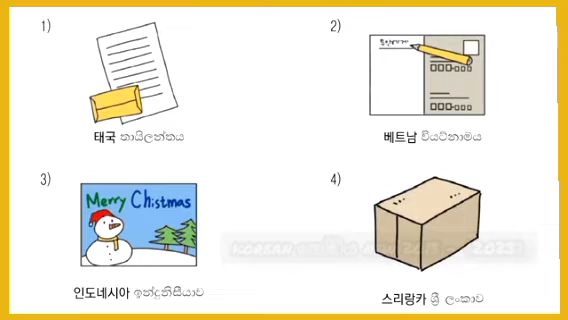 1)
태국 තායිලන්තය
2)
베트남 වියට්නාමය
3)
Merry Chistmas
인도네시아 ඉන්දුනිසියාව
4)
스리랑카 ශ්‍රී ලංකාව
KOREAN